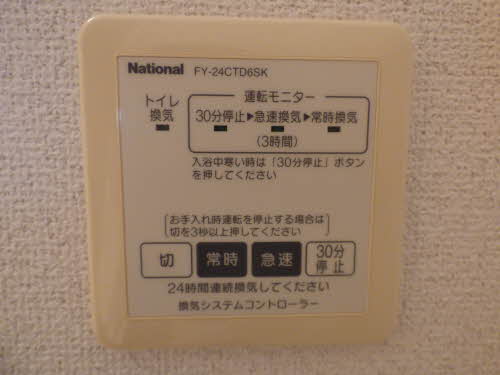 National FY-24CTD6SK
トイレ換気
運転モニター
30分停止▶急速換気▶常時換気
(3時間)
入浴中寒い時は「30分停止」ボタン
を押してください
お手入れ時運転を停止する場合は
切を3秒以上押してください
切 常時 急速 30分停止
24時間連続換気してください
換気システムコントローラー